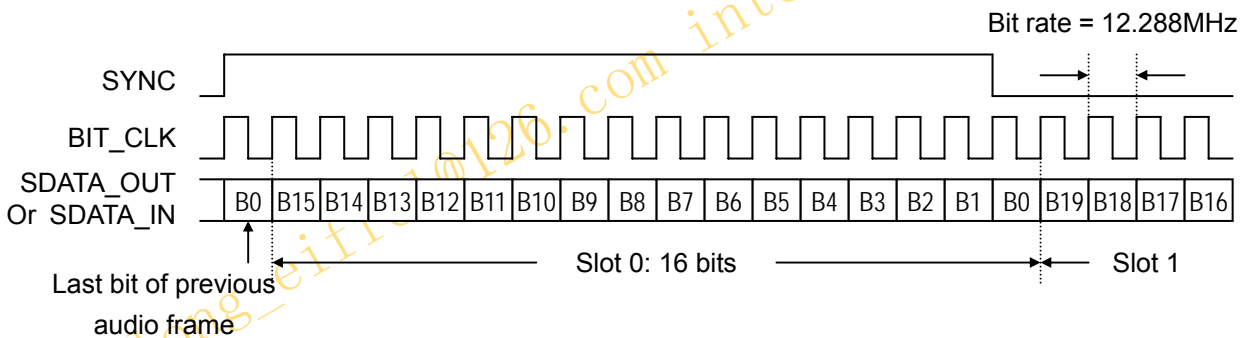 Bit rate = 12.288MHz
SYNC
BIT_CLK
SDATA_OUT
Or SDATA_IN
B0 B15 B14 B13 B12 B11 B10 B9 B8 B7 B6 B5 B4 B3 B2 B1 B0 B19 B18 B17 B16
Slot 0: 16 bits
Slot 1
Last bit of previous
audio frame